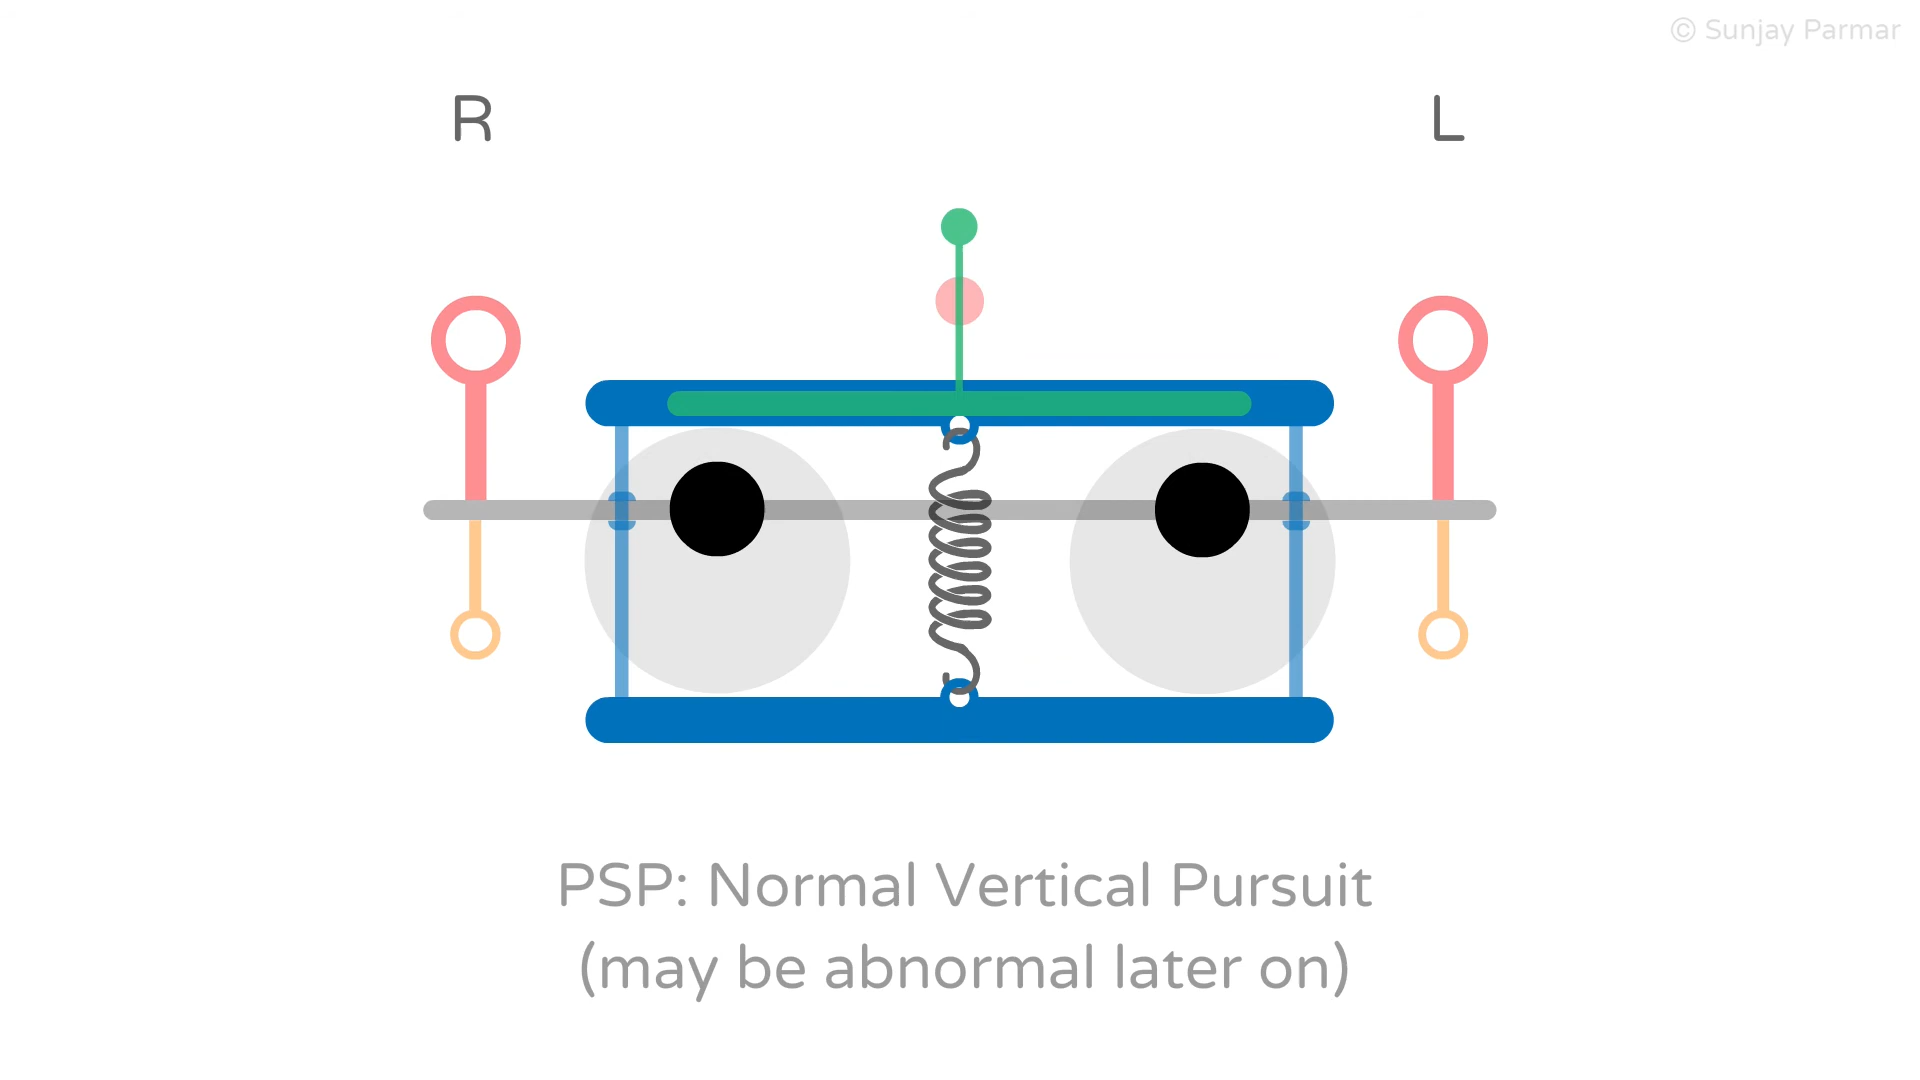 © Sunjay Parmar
R
L
PSP: Normal Vertical Pursuit
(may be abnormal later on)